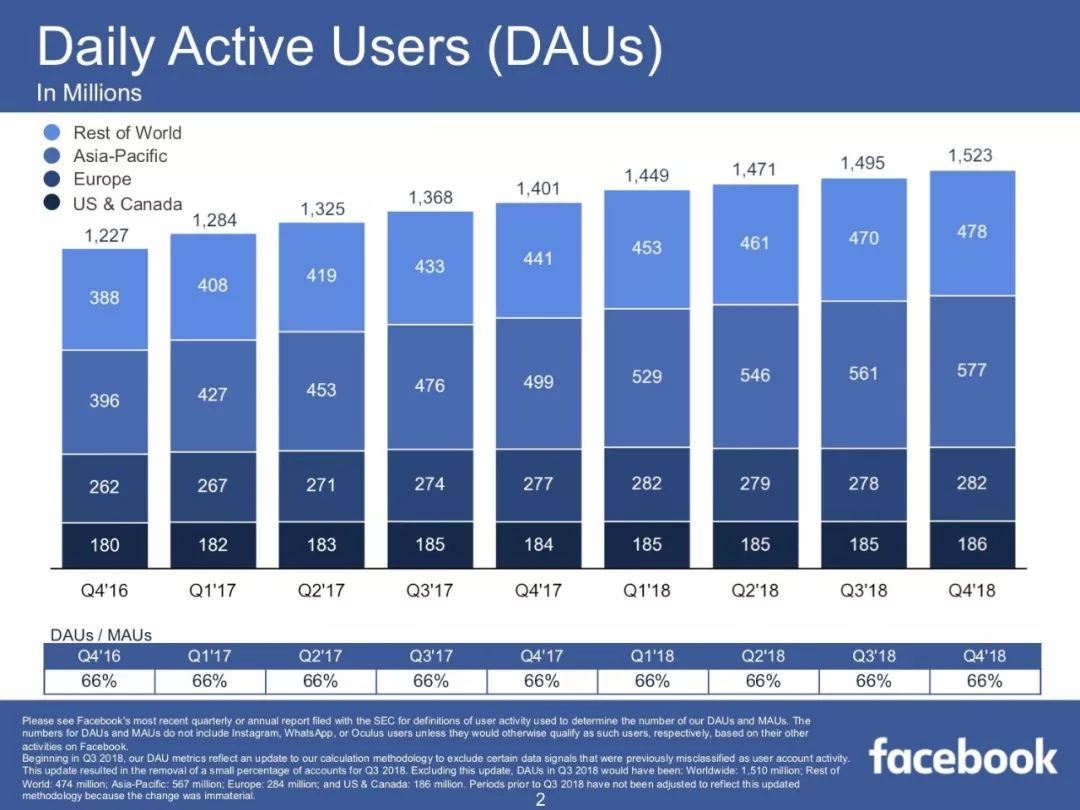 Daily Active Users (DAUs)
In Millions
Rest of World
Asia-Pacific
Europe
US & Canada
1,227 1,284 1,325 1,368 1,401 1,449 1,471 1,495 1,523
388 408 419 433 441 453 461 470 478
396 427 453 476 499 529 546 561 577
262 267 271 274 277 282 279 278 282
180 182 183 185 184 185 185 185 186
Q4'16 Q1'17 Q2'17 Q3'17 Q4'17 Q1'18 Q2'18 Q3'18 Q4'18
DAUs / MAUs
Q4'16 Q1'17 Q2'17 Q3'17 Q4'17 Q1'18 Q2'18 Q3'18 Q4'18
66% 66% 66% 66% 66% 66% 66% 66% 66%
Please see Facebook's most recent quarterly or annual report filed with the SEC for definitions of user activity used to determine the number of our DAUs and MAUs. The
numbers for DAUs and MAUs do not include Instagram, WhatsApp, or Oculus users unless they would otherwise qualify as such users, respectively, based on their other
activities on Facebook.
Beginning in Q3 2018, our DAU metrics reflect an update to our calculation methodology to exclude certain data signals that were previously misclassified as user account activity.
This update resulted in the removal of a small percentage of accounts for Q3 2018. Excluding this update, DAUs in Q3 2018 would have been: Worldwide: 1,510 million; Rest of
World: 474 million; Asia-Pacific: 567 million; Europe: 284 million; and US & Canada: 186 million. Periods prior to Q3 2018 have not been adjusted to reflect this updated
methodology because the change was immaterial.
facebook
2